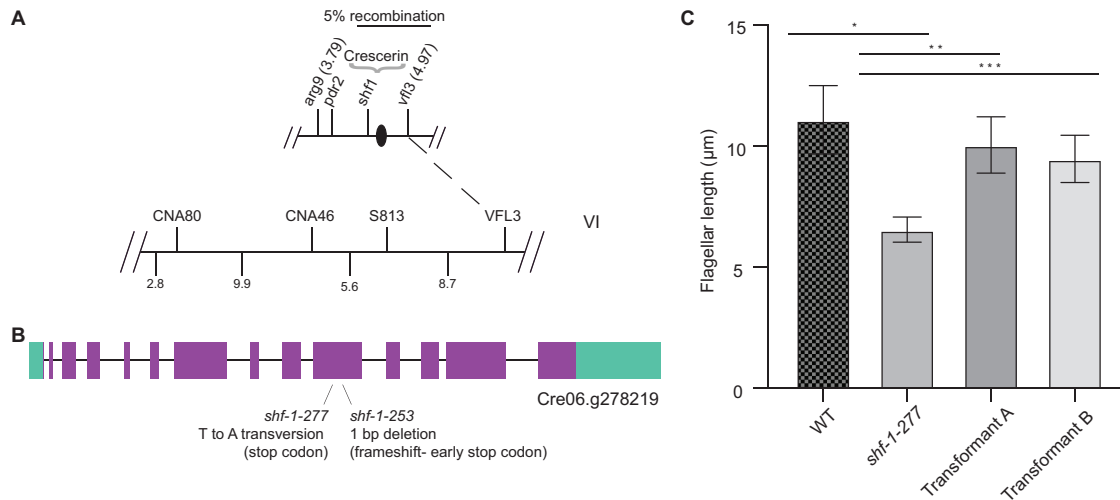 A
5% recombination
Crescerin
arg9 (3.79)
pdr2
shf1
vfl3 (4.97)
CNA80
CNA46
S813
VFL3
VI
2.8
9.9
5.6
8.7
B
Cre06.g278219
shf-1-277
T to A transversion
(stop codon)
shf-1-253
1 bp deletion
(frameshift- early stop codon)
C
Flagellar length (μm)
15
10
5
0
*
**
***
WT
shf-1-277
Transformant A
Transformant B